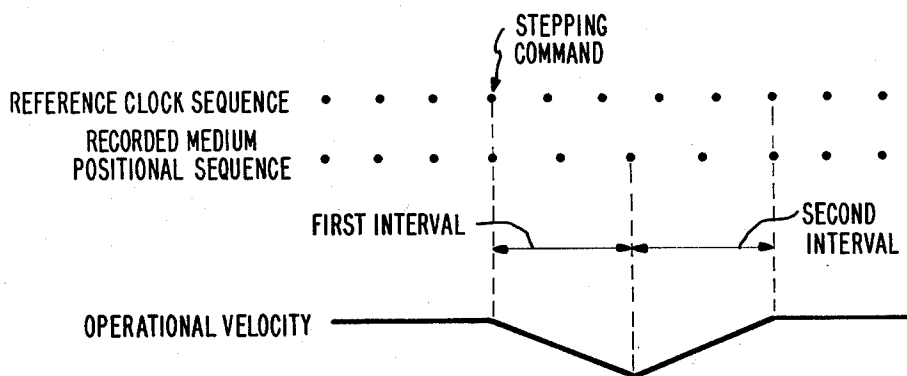 STEPPING
COMMAND
REFERENCE CLOCK SEQUENCE
RECORDED MEDIUM
POSITIONAL SEQUENCE
FIRST INTERVAL
SECOND
INTERVAL
OPERATIONAL VELOCITY